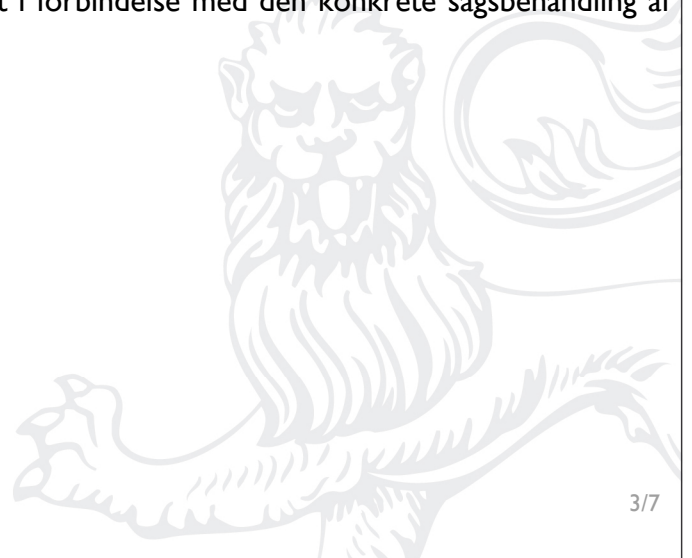 t i forbindelse med den konkrete sagsbehandling af
3/7